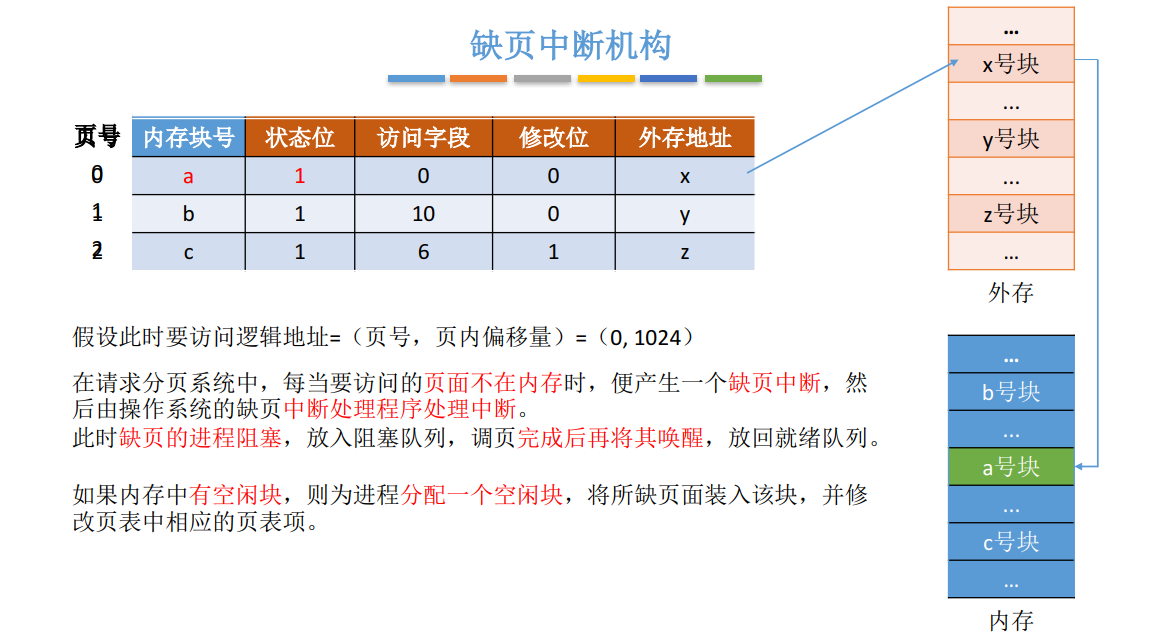 缺页中断机构
页号 内存块号 状态位 访问字段 修改位 外存地址
0 a 1 0 0 x
1 b 1 10 0 y
2 c 1 6 1 z
假设此时要访问逻辑地址=（页号，页内偏移量）=（0, 1024）
在请求分页系统中，每当要访问的页面不在内存时，便产生一个缺页中断，然
后由操作系统的缺页中断处理程序处理中断。
此时缺页的进程阻塞，放入阻塞队列，调页完成后再将其唤醒，放回就绪队列。
如果内存中有空闲块，则为进程分配一个空闲块，将所缺页面装入该块，并修
改页表中相应的页表项。
...
x号块
...
y号块
...
z号块
...
外存
...
b号块
...
a号块
...
c号块
...
内存